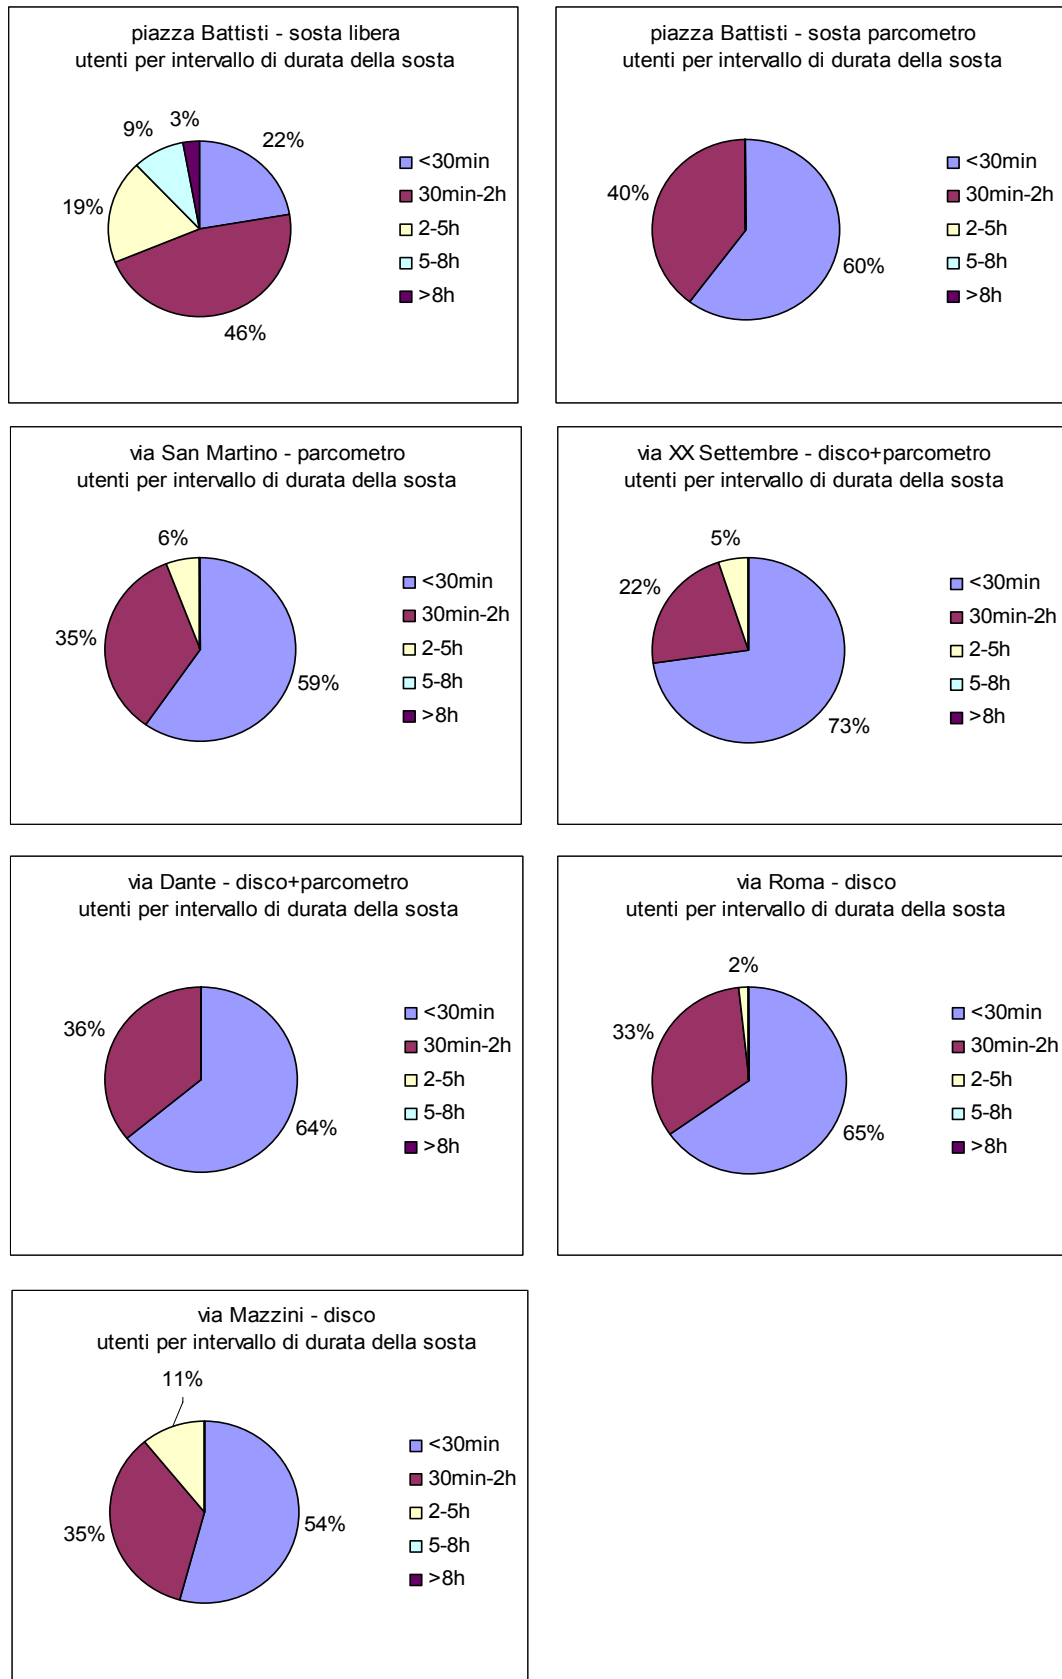 piazza Battisti - sosta libera
utenti per intervallo di durata della sosta
3%
9%
22%
19%
46%
<30min
30min-2h
2-5h
5-8h
>8h
piazza Battisti - sosta parcometro
utenti per intervallo di durata della sosta
40%
60%
<30min
30min-2h
2-5h
5-8h
>8h
via San Martino - parcometro
utenti per intervallo di durata della sosta
6%
35%
59%
<30min
30min-2h
2-5h
5-8h
>8h
via XX Settembre - disco+parcometro
utenti per intervallo di durata della sosta
5%
22%
73%
<30min
30min-2h
2-5h
5-8h
>8h
via Dante - disco+parcometro
utenti per intervallo di durata della sosta
36%
64%
<30min
30min-2h
2-5h
5-8h
>8h
via Roma - disco
utenti per intervallo di durata della sosta
2%
33%
65%
<30min
30min-2h
2-5h
5-8h
>8h
via Mazzini - disco
utenti per intervallo di durata della sosta
11%
35%
54%
<30min
30min-2h
2-5h
5-8h
>8h